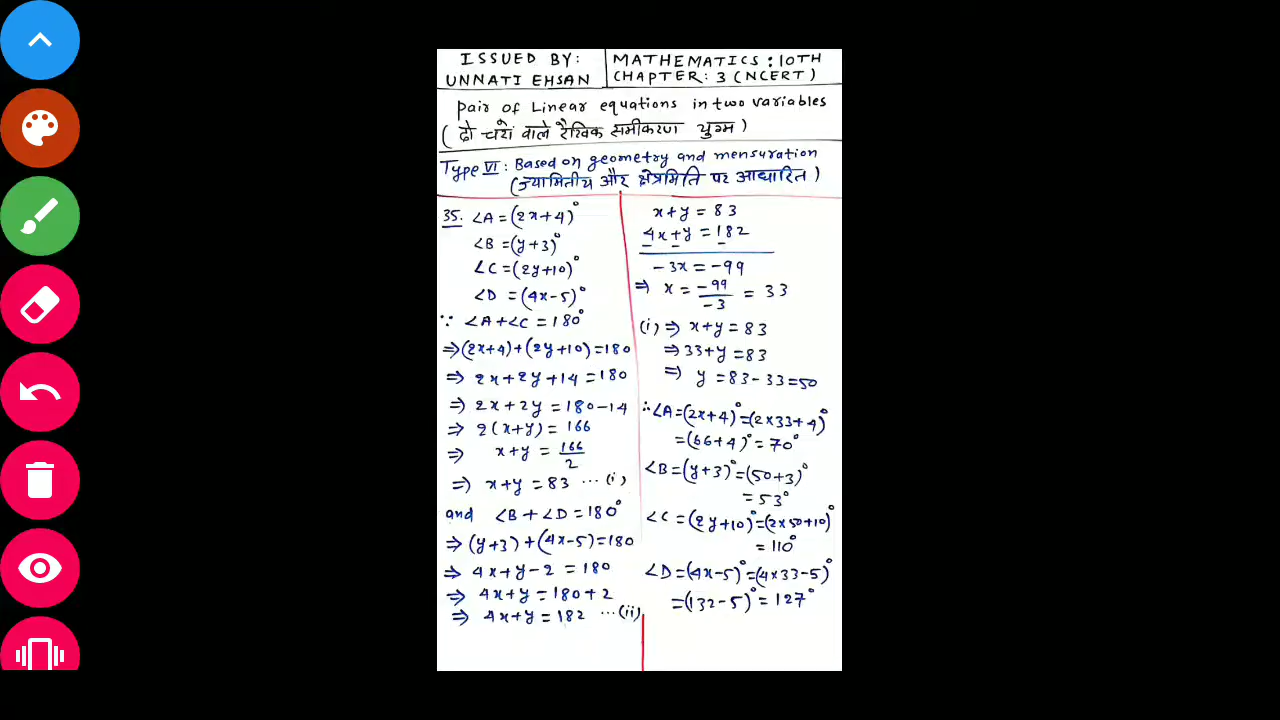 ISSUED BY:
UNNATI EHSAN
MATHEMATICS: 10TH
CHAPTER: 3 (NCERT)
Pair of Linear equations in two variables
(दो चरों वाले रैखिक समीकरण युग्म)
Type VI: Based on geometry and mensuration
(ज्यामितीय और क्षेत्रमिति पर आधारित)
35. ∠A = (2x+4)°
∠B = (y+3)°
∠C = (2y+10)°
∠D = (4x-5)°
∵ ∠A+∠C = 180°
⇒ (2x+4)+(2y+10) = 180
⇒ 2x+2y+14 = 180
⇒ 2x+2y = 180-14
⇒ 2(x+y) = 166
⇒ x+y = 166/2
⇒ x+y = 83 ...(i)
and ∠B+∠D = 180°
⇒ (y+3)+(4x-5) = 180
⇒ 4x+y-2 = 180
⇒ 4x+y = 180+2
⇒ 4x+y = 182 ...(ii)
x+y = 83
4x+y = 182
- - -
-3x = -99
⇒ x = -99/-3 = 33
(i) ⇒ x+y = 83
⇒ 33+y = 83
⇒ y = 83-33 = 50
∴ ∠A = (2x+4)° = (2×33+4)°
= (66+4)° = 70°
∠B = (y+3)° = (50+3)°
= 53°
∠C = (2y+10)° = (2×50+10)°
= 110°
∠D = (4x-5)° = (4×33-5)°
= (132-5)° = 127°